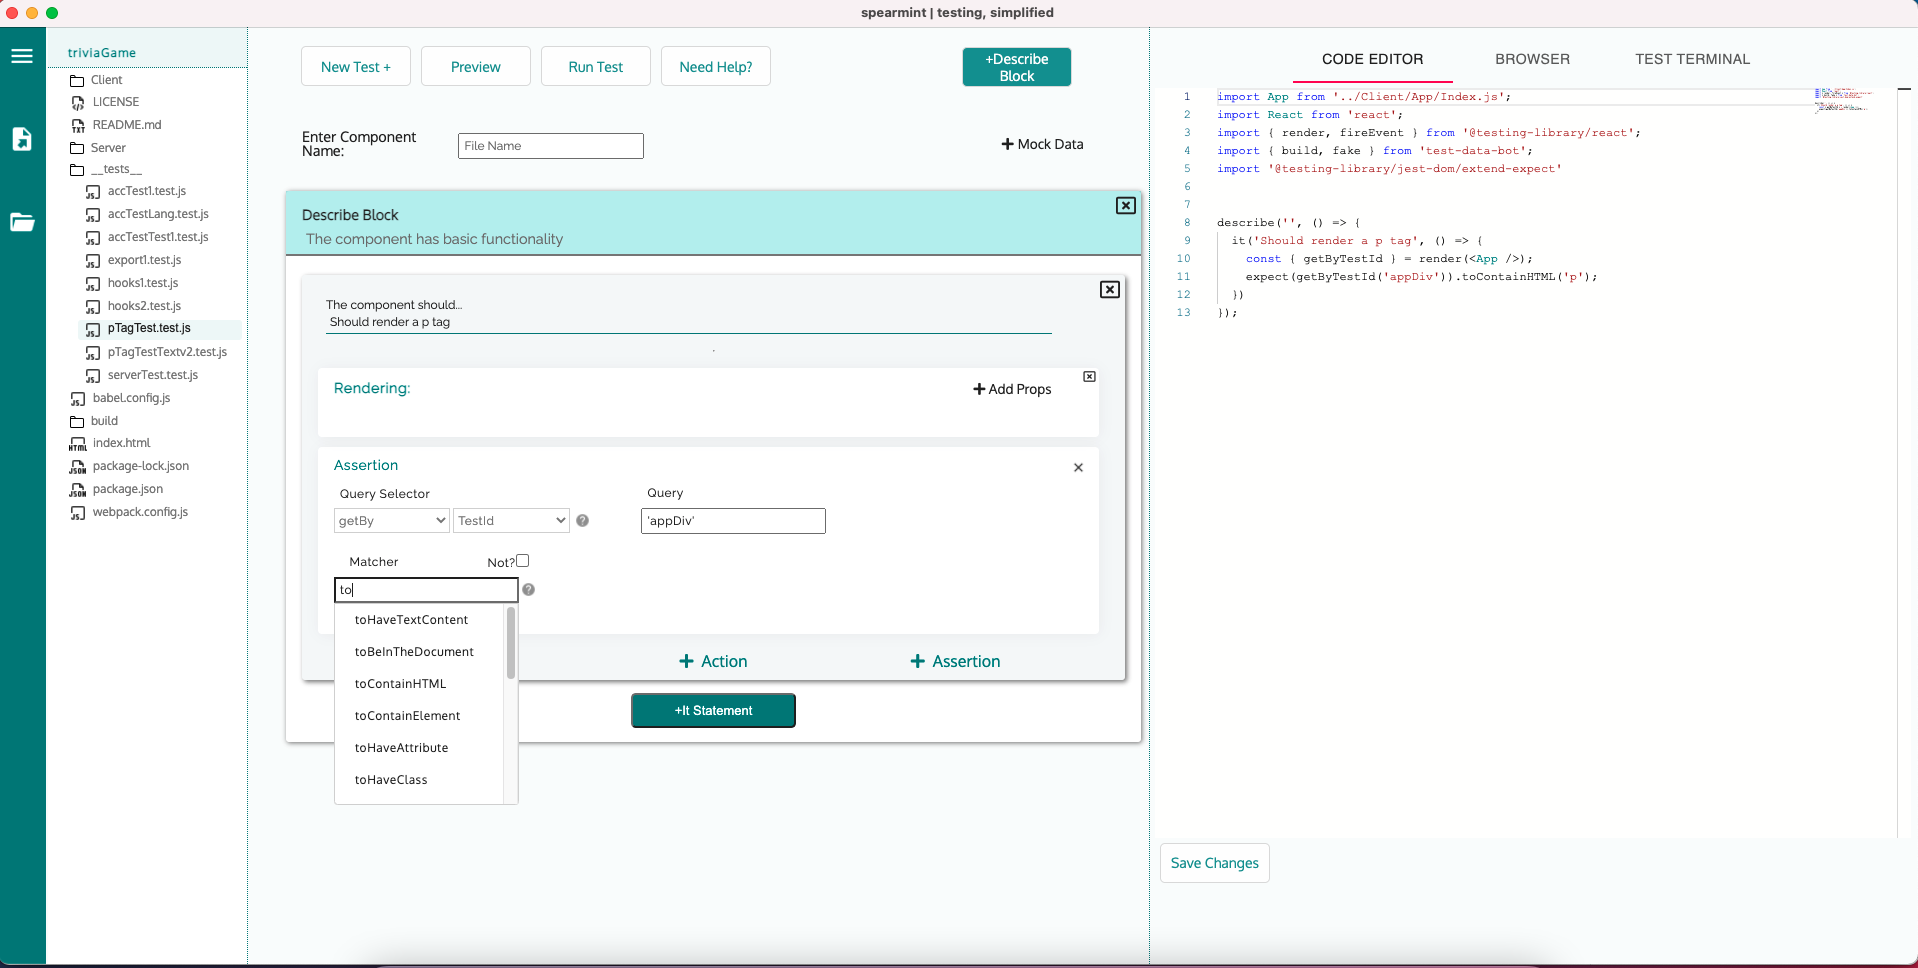 spearmint | testing, simplified
triviaGame
Client
LICENSE
README.md
Server
__tests__
accTest1.test.js
accTestLang.test.js
accTestTest1.test.js
export1.test.js
hooks1.test.js
hooks2.test.js
pTagTest.test.js
pTagTestTextv2.test.js
serverTest.test.js
babel.config.js
build
index.html
package-lock.json
package.json
webpack.config.js
New Test +
Preview
Run Test
Need Help?
+Describe
Block
Enter Component
Name:
File Name
+ Mock Data
Describe Block
The component has basic functionality
The component should...
Should render a p tag
Rendering:
+ Add Props
Assertion
Query Selector
Query
getBy
TestId
'appDiv'
Matcher
Not?
to
toHaveTextContent
toBeInTheDocument
toContainHTML
toContainElement
toHaveAttribute
toHaveClass
+ Action
+ Assertion
+It Statement
CODE EDITOR
BROWSER
TEST TERMINAL
1 import App from '../Client/App/Index.js';
2 import React from 'react';
3 import { render, fireEvent } from '@testing-library/react';
4 import { build, fake } from 'test-data-bot';
5 import '@testing-library/jest-dom/extend-expect'
6
7
8 describe('', () => {
9 it('Should render a p tag', () => {
10 const { getByTestId } = render(<App />);
11 expect(getByTestId('appDiv')).toContainHTML('p');
12 })
13 });
Save Changes